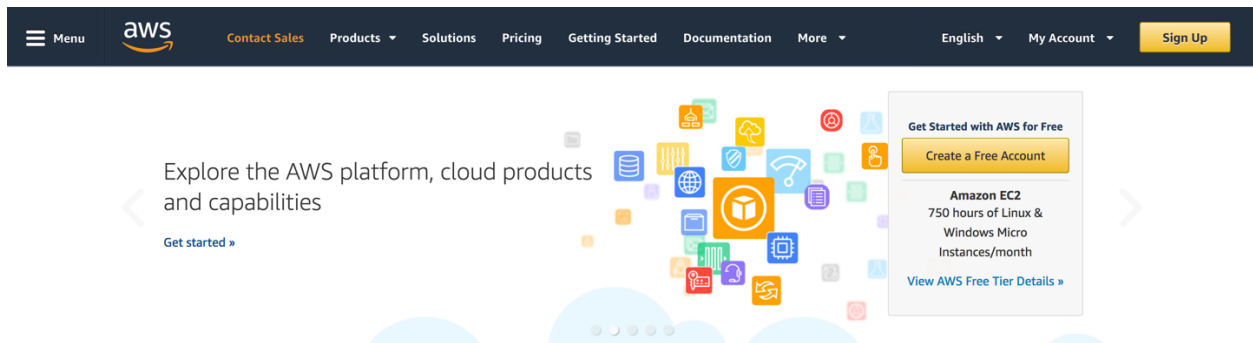 Menu
aws
Contact Sales
Products
Solutions
Pricing
Getting Started
Documentation
More
English
My Account
Sign Up
Explore the AWS platform, cloud products
and capabilities
Get started »
Get Started with AWS for Free
Create a Free Account
Amazon EC2
750 hours of Linux &
Windows Micro
Instances/month
View AWS Free Tier Details »